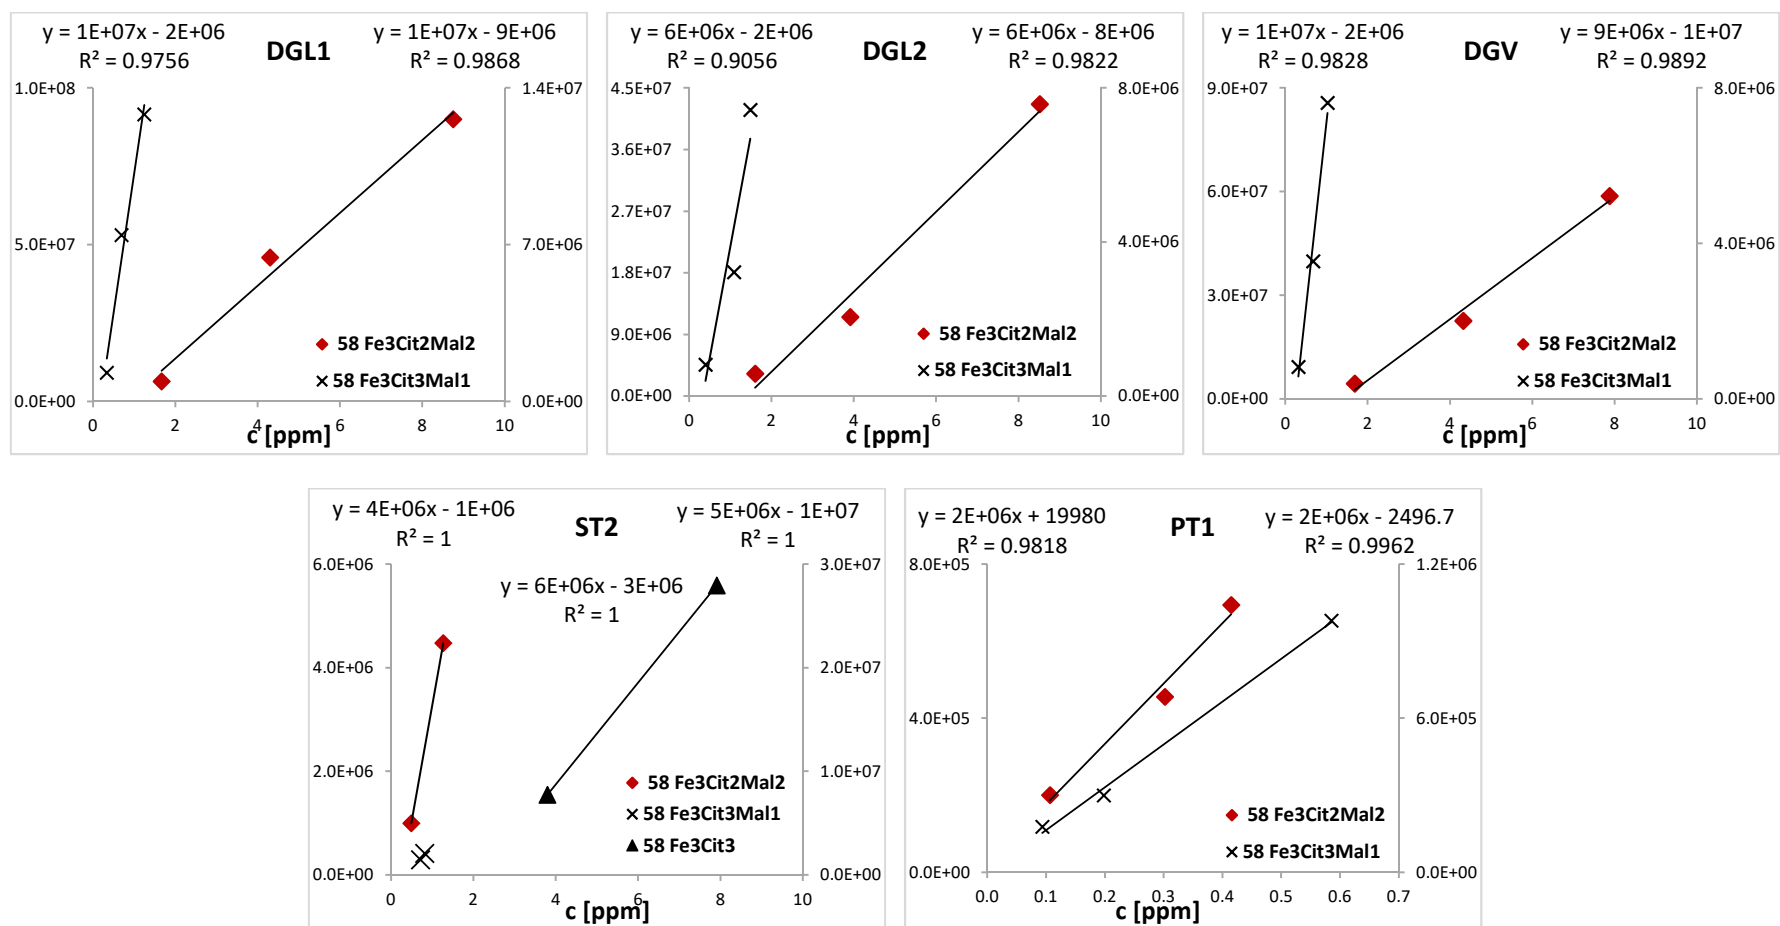 y = 1E+07x - 2E+06
R² = 0.9756
DGL1
y = 1E+07x - 9E+06
R² = 0.9868
1.0E+08
5.0E+07
0.0E+00
1.4E+07
7.0E+06
0.0E+00
58 Fe3Cit2Mal2
58 Fe3Cit3Mal1
0 2 4 6 8 10
c [ppm]
y = 6E+06x - 2E+06
R² = 0.9056
DGL2
y = 6E+06x - 8E+06
R² = 0.9822
4.5E+07
3.6E+07
2.7E+07
1.8E+07
9.0E+06
0.0E+00
8.0E+06
4.0E+06
0.0E+00
58 Fe3Cit2Mal2
58 Fe3Cit3Mal1
0 2 4 6 8 10
c [ppm]
y = 1E+07x - 2E+06
R² = 0.9828
DGV
y = 9E+06x - 1E+07
R² = 0.9892
9.0E+07
6.0E+07
3.0E+07
0.0E+00
8.0E+06
4.0E+06
0.0E+00
58 Fe3Cit2Mal2
58 Fe3Cit3Mal1
0 2 4 6 8 10
c [ppm]
y = 4E+06x - 1E+06
R² = 1
ST2
y = 5E+06x - 1E+07
R² = 1
y = 6E+06x - 3E+06
R² = 1
6.0E+06
4.0E+06
2.0E+06
0.0E+00
3.0E+07
2.0E+07
1.0E+07
0.0E+00
58 Fe3Cit2Mal2
58 Fe3Cit3Mal1
58 Fe3Cit3
0 2 4 6 8 10
c [ppm]
y = 2E+06x + 19980
R² = 0.9818
PT1
y = 2E+06x - 2496.7
R² = 0.9962
8.0E+05
4.0E+05
0.0E+00
1.2E+06
6.0E+05
0.0E+00
58 Fe3Cit2Mal2
58 Fe3Cit3Mal1
0.0 0.1 0.2 0.3 0.4 0.5 0.6 0.7
c [ppm]